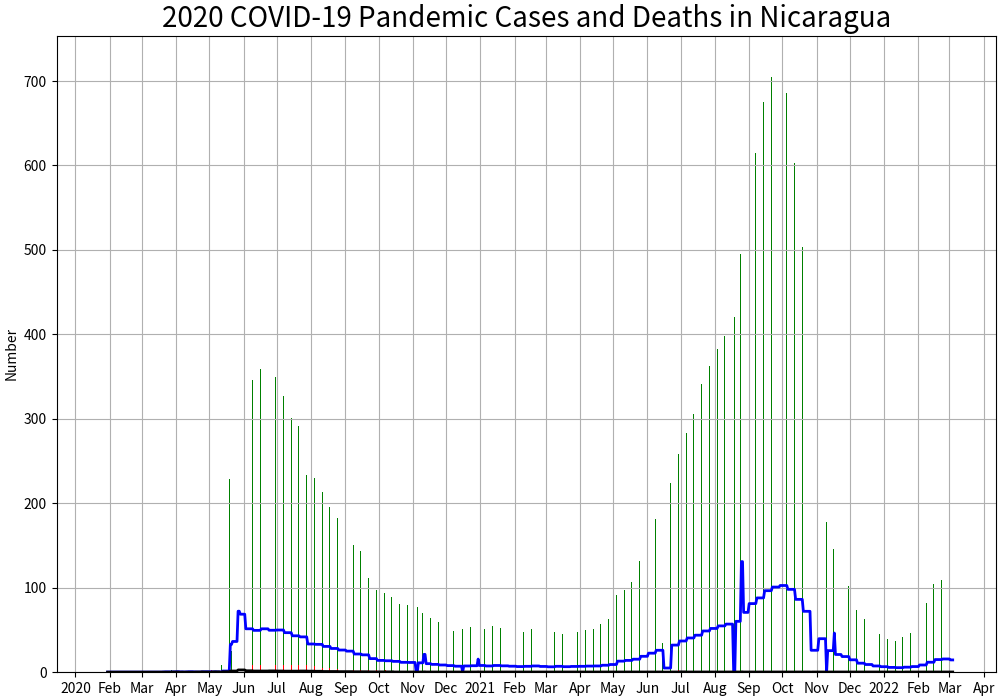 2020 COVID-19 Pandemic Cases and Deaths in Nicaragua
Number
700
600
500
400
300
200
100
0
2020 Feb Mar Apr May Jun Jul Aug Sep Oct Nov Dec 2021 Feb Mar Apr May Jun Jul Aug Sep Oct Nov Dec 2022 Feb Mar Apr